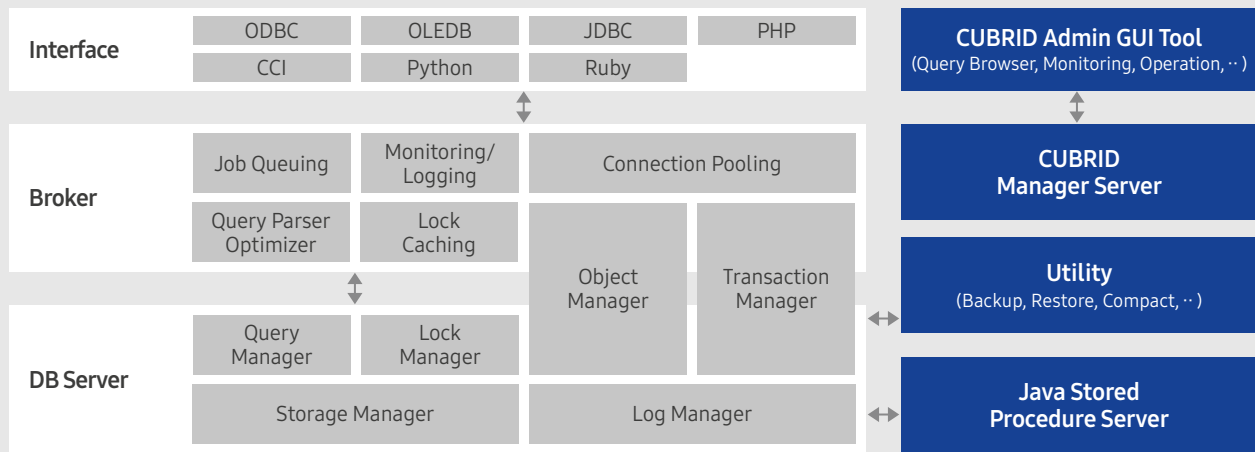 Interface
ODBC
OLEDB
JDBC
PHP
CCI
Python
Ruby
Broker
Job Queuing
Monitoring/
Logging
Connection Pooling
Query Parser
Optimizer
Lock
Caching
Object
Manager
Transaction
Manager
DB Server
Query
Manager
Lock
Manager
Storage Manager
Log Manager
CUBRID Admin GUI Tool
(Query Browser, Monitoring, Operation, ·· )
CUBRID
Manager Server
Utility
(Backup, Restore, Compact, ·· )
Java Stored
Procedure Server